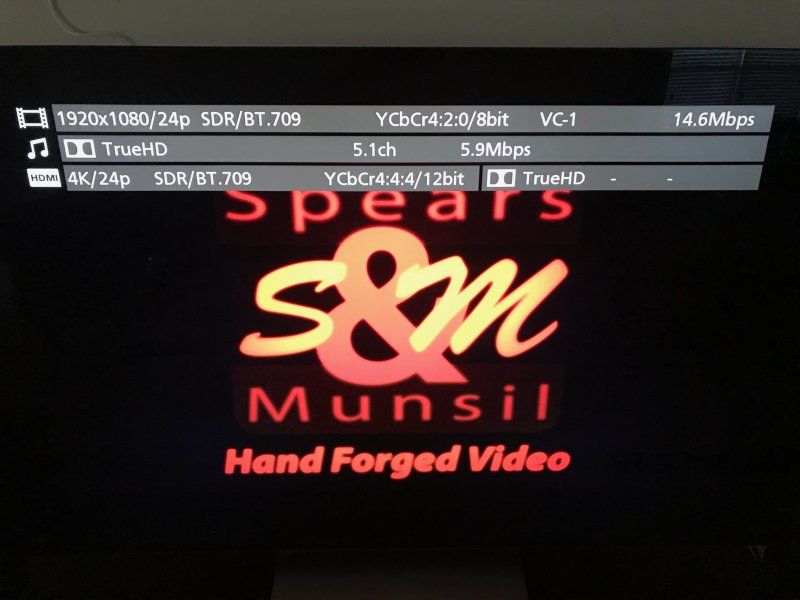 1920x1080/24p SDR/BT.709 YCbCr4:2:0/8bit VC-1 14.6Mbps
TrueHD 5.1ch 5.9Mbps
HDMI 4K/24p SDR/BT.709 YCbCr4:4:4/12bit TrueHD - -
Spears
S&M
Munsil
Hand Forged Video